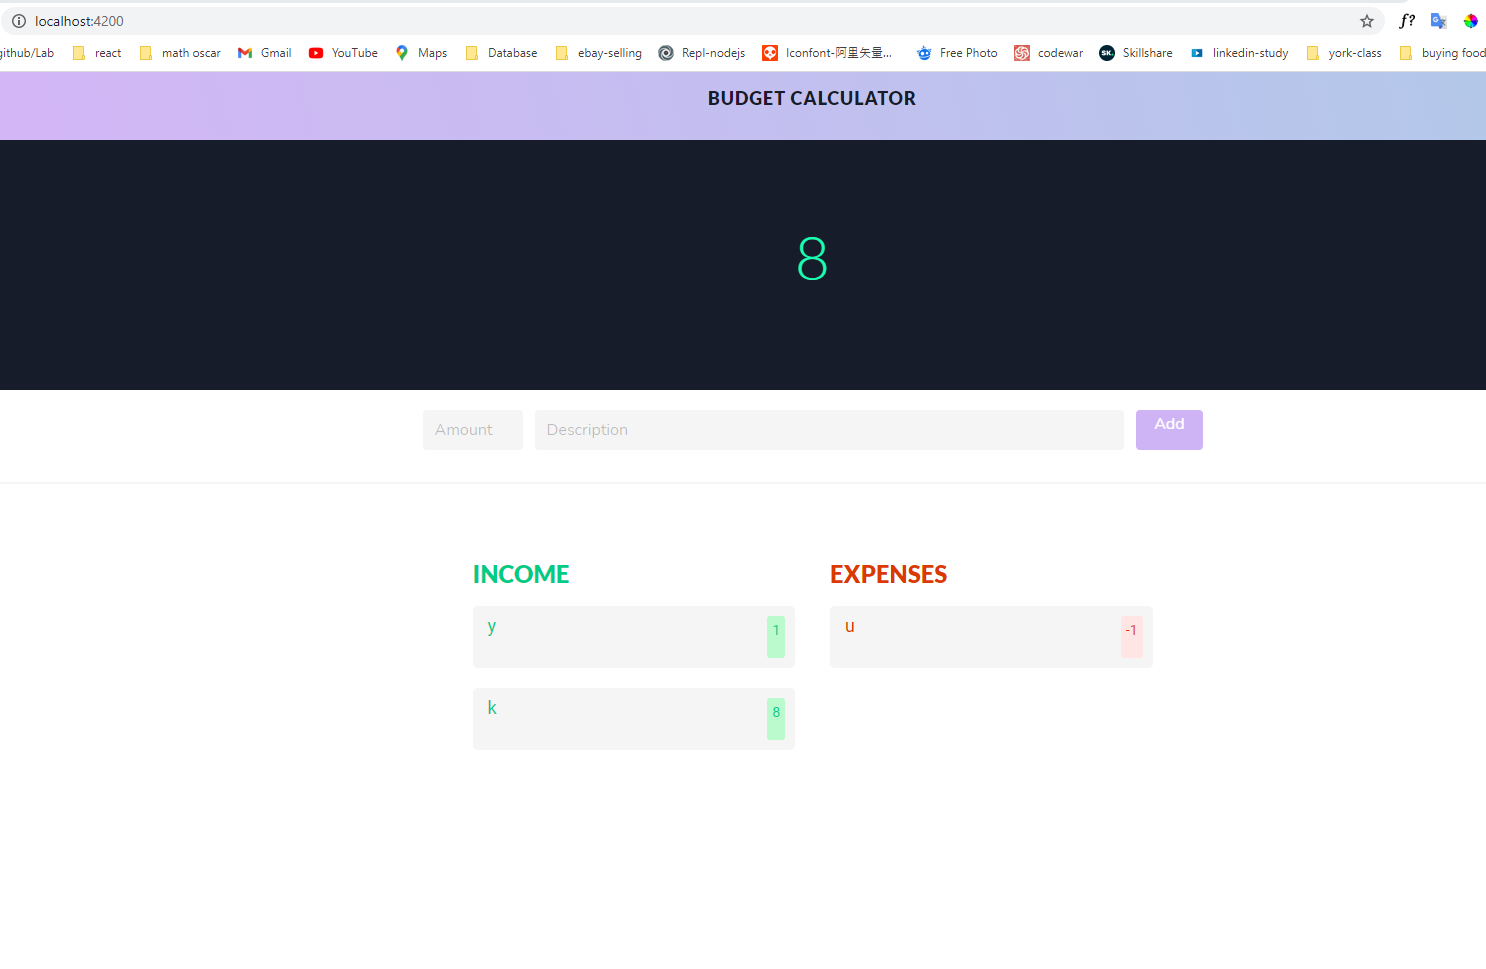 localhost:4200
github/Lab react math oscar Gmail YouTube Maps Database ebay-selling Repl-nodejs Iconfont-阿里矢量... Free Photo codewar SK. Skillshare linkedin-study york-class buying food
BUDGET CALCULATOR
8
Amount Description Add
INCOME EXPENSES
y 1 u -1
k 8